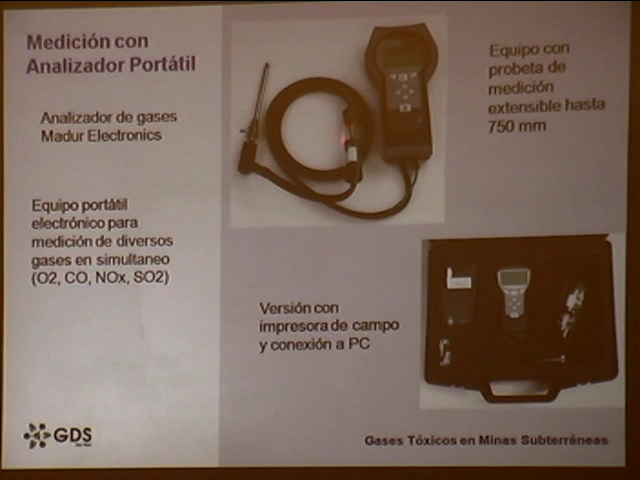 Medición con
Analizador Portátil
Analizador de gases
Madur Electronics
Equipo portátil
electrónico para
medición de diversos
gases en simultaneo
(O2, CO, NOx, SO2)
Equipo con
probeta de
medición
extensible hasta
750 mm
Versión con
impresora de campo
y conexión a PC
GDS
Gases Tóxicos en Minas Subterráneas